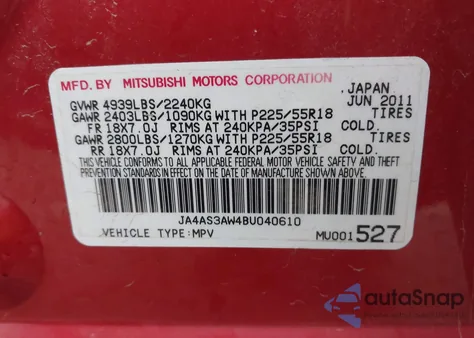 MFD. BY MITSUBISHI MOTORS CORPORATION JAPAN
GVWR 4939LBS/2240KG JUN 2011
GAWR 2403LBS/1090KG WITH P225/55R18 TIRES
FR 18X7.0J RIMS AT 240KPA/35PSI COLD.
GAWR 2800LBS/1270KG WITH P225/55R18 TIRES
RR 18X7.0J RIMS AT 240KPA/35PSI COLD.
THIS VEHICLE CONFORMS TO ALL APPLICABLE FEDERAL MOTOR VEHICLE SAFETY AND THEFT
PREVENTION STANDARDS IN EFFECT ON THE DATE OF MANUFACTURE SHOWN ABOVE.
JA4AS3AW4BU040610
VEHICLE TYPE:MPV MU001527
autoSnap